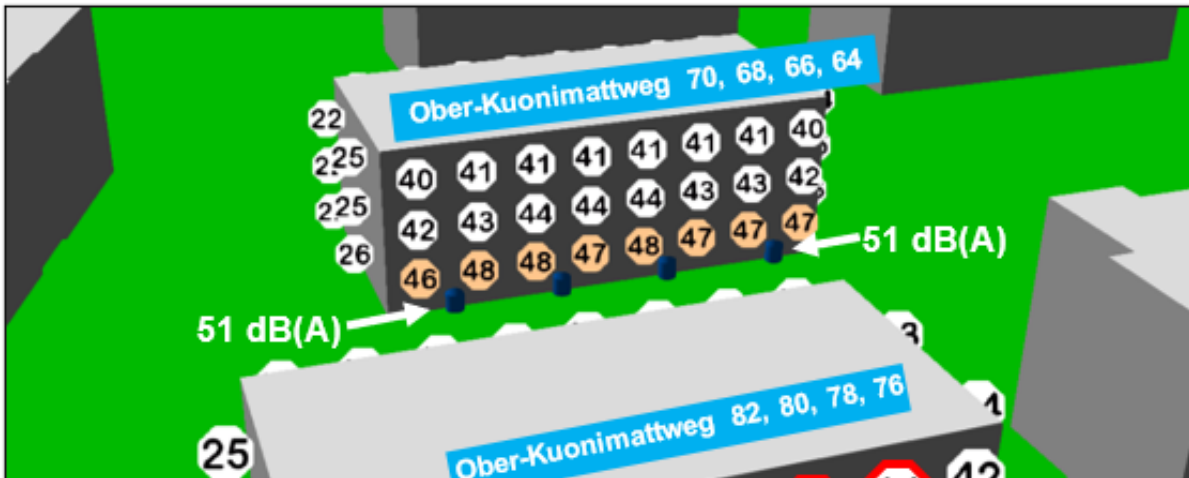 Ober-Kuonimattweg 70, 68, 66, 64
22
25
25
26
40 41 41 41 41 41 41 40
42 43 44 44 44 43 43 42
46 48 48 47 48 47 47 47
51 dB(A)
51 dB(A)
Ober-Kuonimattweg 82, 80, 78, 76
25
42